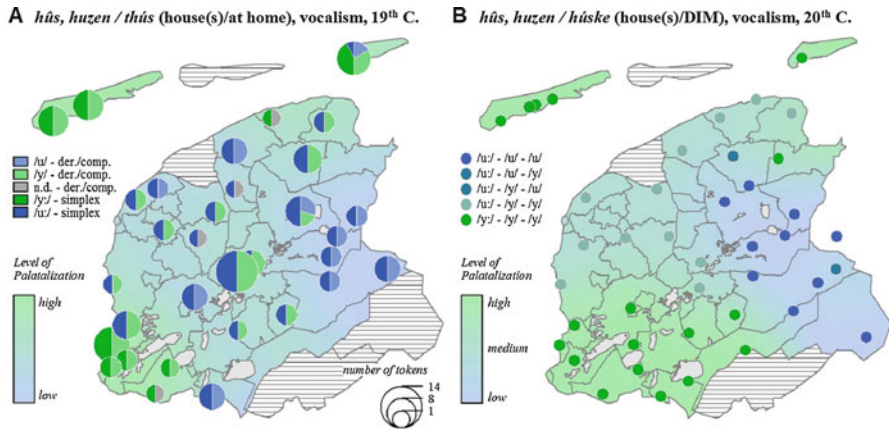 A hûs, huzen / thús (house(s)/at home), vocalism, 19th C.
/u/ - der./comp.
/y/ - der./comp.
n.d. - der./comp.
/y:/ - simplex
/u:/ - simplex
Level of
Palatalization
high
low
number of tokens
14
8
1
B hûs, huzen / húske (house(s)/DIM), vocalism, 20th C.
/u:/ - /u/ - /u/
/u:/ - /u/ - /y/
/u:/ - /y/ - /u/
/u:/ - /y/ - /y/
/y:/ - /y/ - /y/
Level of
Palatalization
high
medium
low